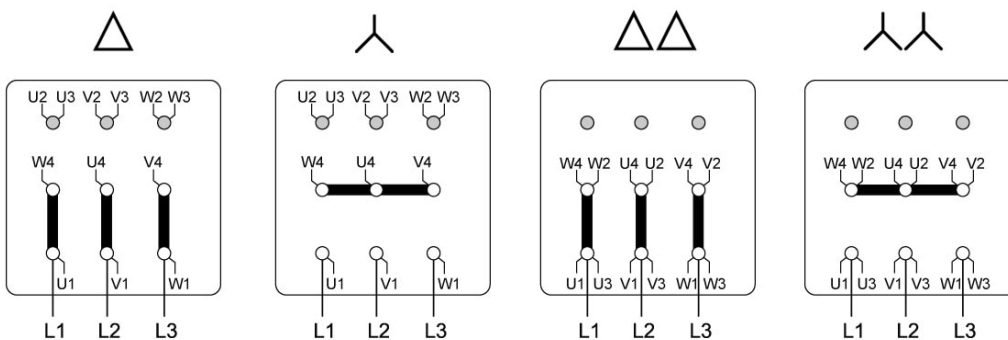 U2 U3 V2 V3 W2 W3
W4 U4 V4
U1 V1 W1
L1 L2 L3
U2 U3 V2 V3 W2 W3
W4 U4 V4
U1 V1 W1
L1 L2 L3
W4 W2 U4 U2 V4 V2
U1 U3 V1 V3 W1 W3
L1 L2 L3
W4 W2 U4 U2 V4 V2
U1 U3 V1 V3 W1 W3
L1 L2 L3